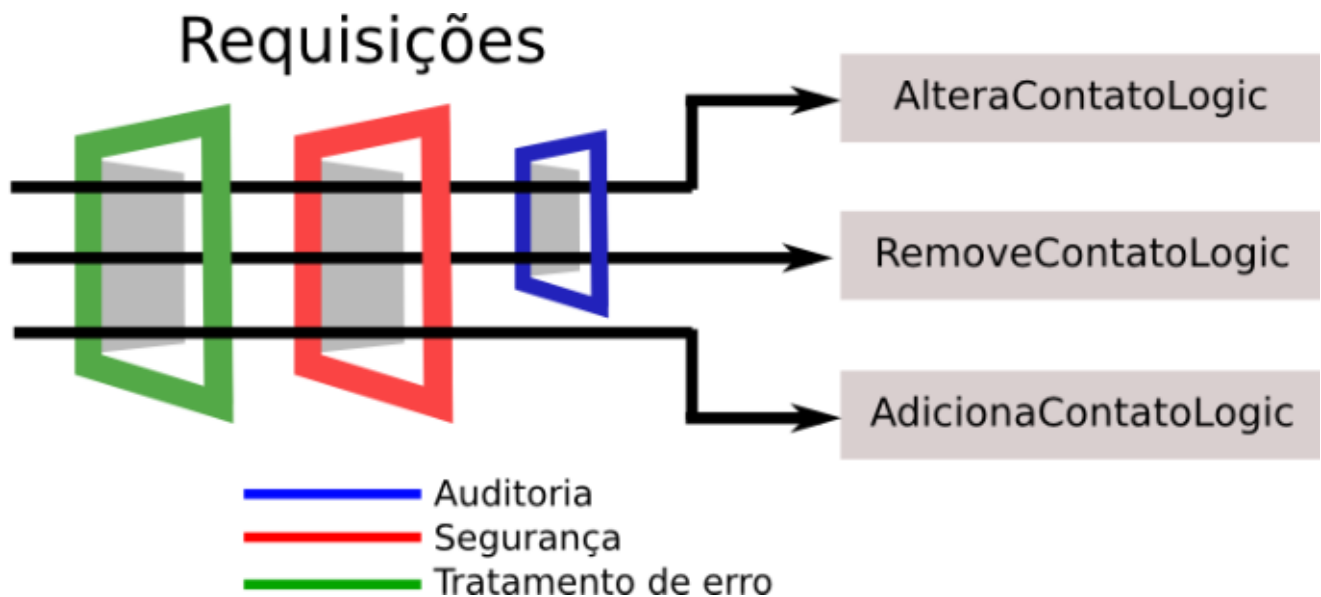 Requisições
AlteraContatoLogic
RemoveContatoLogic
AdicionaContatoLogic
Auditoria
Segurança
Tratamento de erro